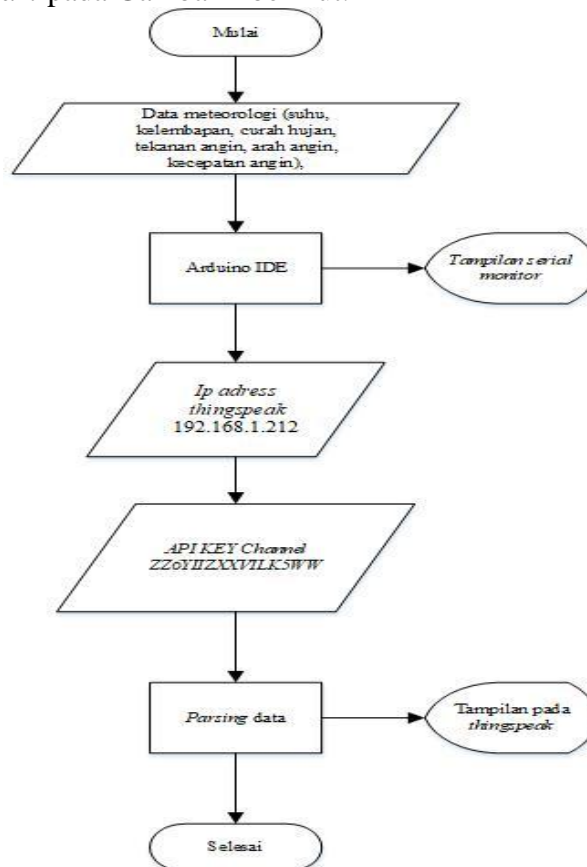 pada
Mulai
Data meteorologi (suhu,
kelembapan, curah hujan,
tekanan angin, arah angin,
kecepatan angin),
Arduino IDE
Tampilan serial
monitor
Ip adress
thingspeak
192.168.1.212
API KEY Channel
Parsing data
Tampilan pada
thingspeak
Selesai